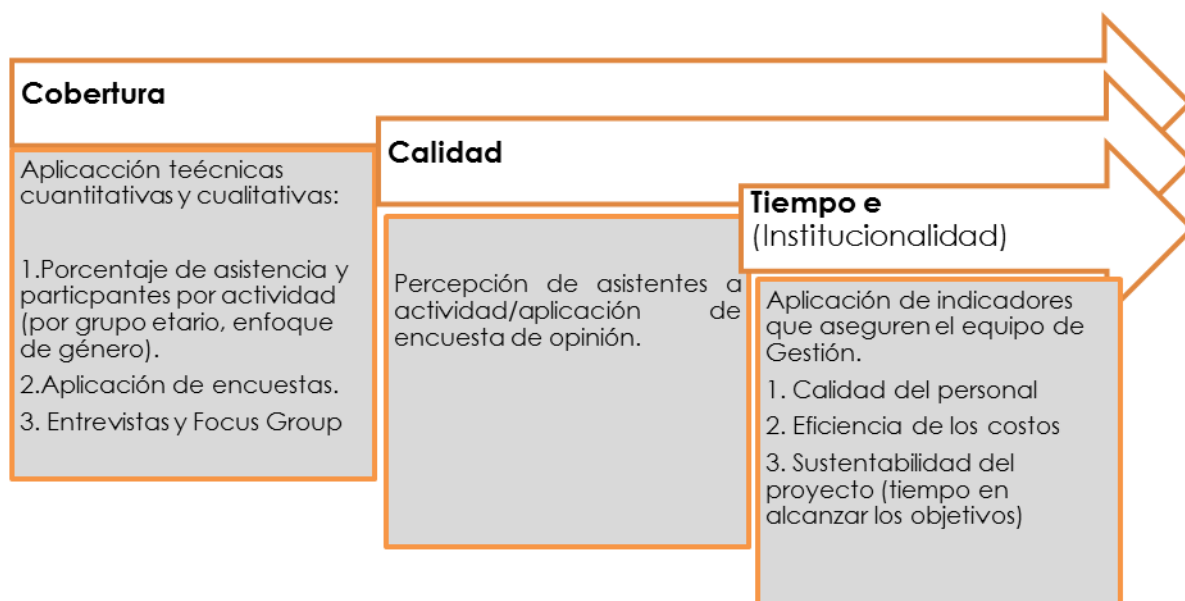 Cobertura
Aplicacción teécnicas
cuantitativas y cualitativas:
1.Porcentaje de asistencia y
particpantes por actividad
(por grupo etario, enfoque
de género).
2.Aplicación de encuestas.
3. Entrevistas y Focus Group
Calidad
Percepción de asistentes a
actividad/aplicación de
encuesta de opinión.
Tiempo e
(Institucionalidad)
Aplicación de indicadores
que aseguren el equipo de
Gestión.
1. Calidad del personal
2. Eficiencia de los costos
3. Sustentabilidad del
proyecto (tiempo en
alcanzar los objetivos)